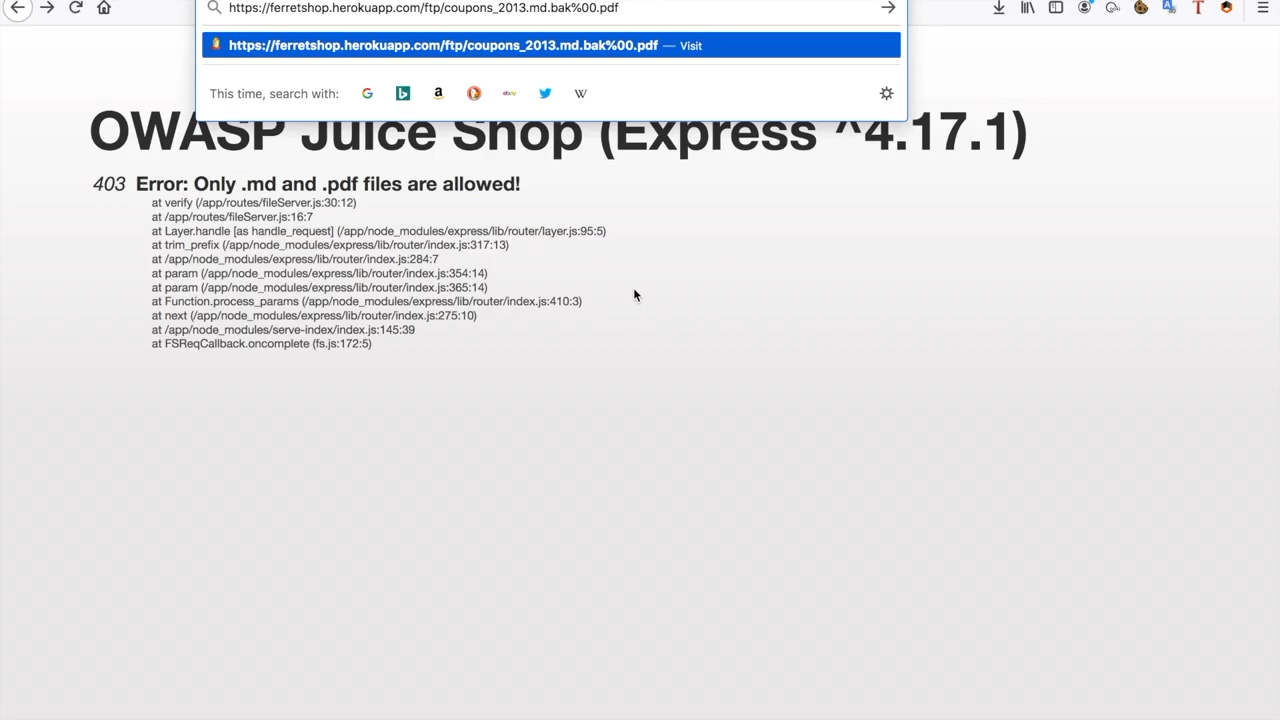 https://ferretshop.herokuapp.com/ftp/coupons_2013.md.bak%00.pdf
https://ferretshop.herokuapp.com/ftp/coupons_2013.md.bak%00.pdf — Visit
This time, search with:
OWASP Juice Shop (Express ^4.17.1)
403 Error: Only .md and .pdf files are allowed!
at verify (/app/routes/fileServer.js:30:12)
at /app/routes/fileServer.js:16:7
at Layer.handle [as handle_request] (/app/node_modules/express/lib/router/layer.js:95:5)
at trim_prefix (/app/node_modules/express/lib/router/index.js:317:13)
at /app/node_modules/express/lib/router/index.js:284:7
at param (/app/node_modules/express/lib/router/index.js:354:14)
at param (/app/node_modules/express/lib/router/index.js:365:14)
at Function.process_params (/app/node_modules/express/lib/router/index.js:410:3)
at next (/app/node_modules/express/lib/router/index.js:275:10)
at /app/node_modules/serve-index/index.js:145:39
at FSReqCallback.oncomplete (fs.js:172:5)